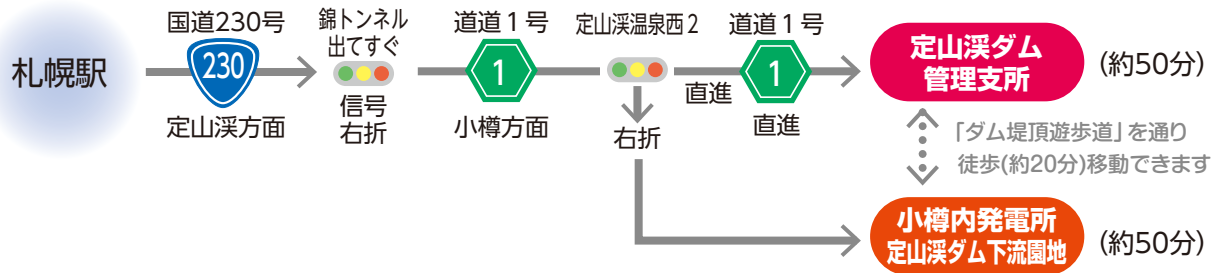 札幌駅
国道230号
230
定山渓方面
錦トンネル
出てすぐ
信号
右折
道道1号
1
小樽方面
定山渓温泉西2
直進
右折
道道1号
1
直進
定山渓ダム
管理支所
(約50分)
「ダム堤頂遊歩道」を通り
徒歩(約20分)移動できます
小樽内発電所
定山渓ダム下流園地
(約50分)